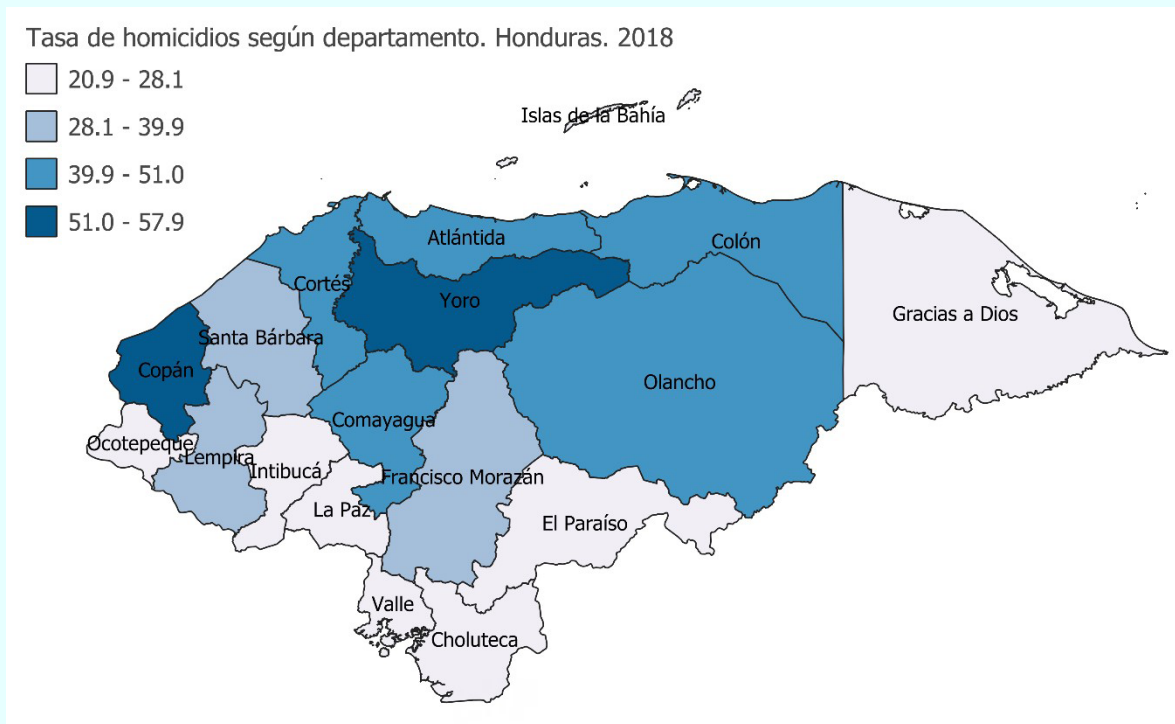 Tasa de homicidios según departamento. Honduras. 2018
20.9 - 28.1
28.1 - 39.9
39.9 - 51.0
51.0 - 57.9
Islas de la Bahía
Atlántida
Colón
Cortés
Yoro
Gracias a Dios
Santa Bárbara
Copán
Olancho
Comayagua
Ocotepeque
Lempira
Intibucá
Francisco Morazán
La Paz
El Paraíso
Valle
Choluteca